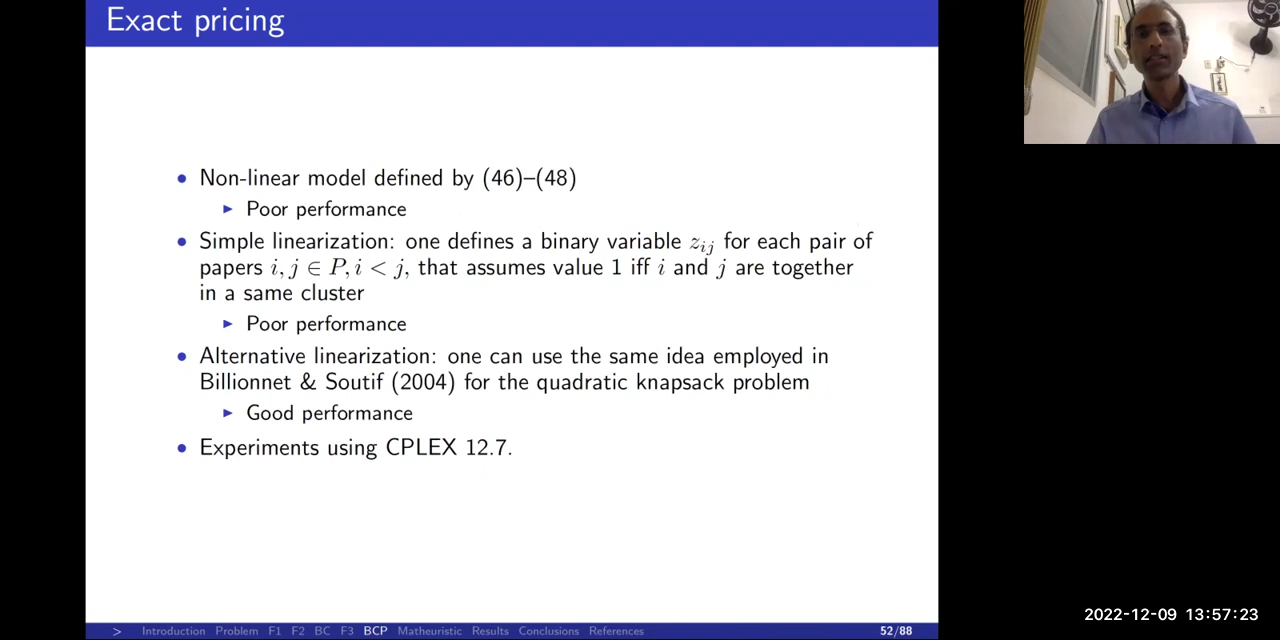 Exact pricing
• Non-linear model defined by (46)–(48)
▶ Poor performance
• Simple linearization: one defines a binary variable z_ij for each pair of
papers i, j ∈ P, i < j, that assumes value 1 iff i and j are together
in a same cluster
▶ Poor performance
• Alternative linearization: one can use the same idea employed in
Billionnet & Soutif (2004) for the quadratic knapsack problem
▶ Good performance
• Experiments using CPLEX 12.7.
2022-12-09 13:57:23
> Introduction Problem F1 F2 BC F3 BCP Matheuristic Results Conclusions References 52/88